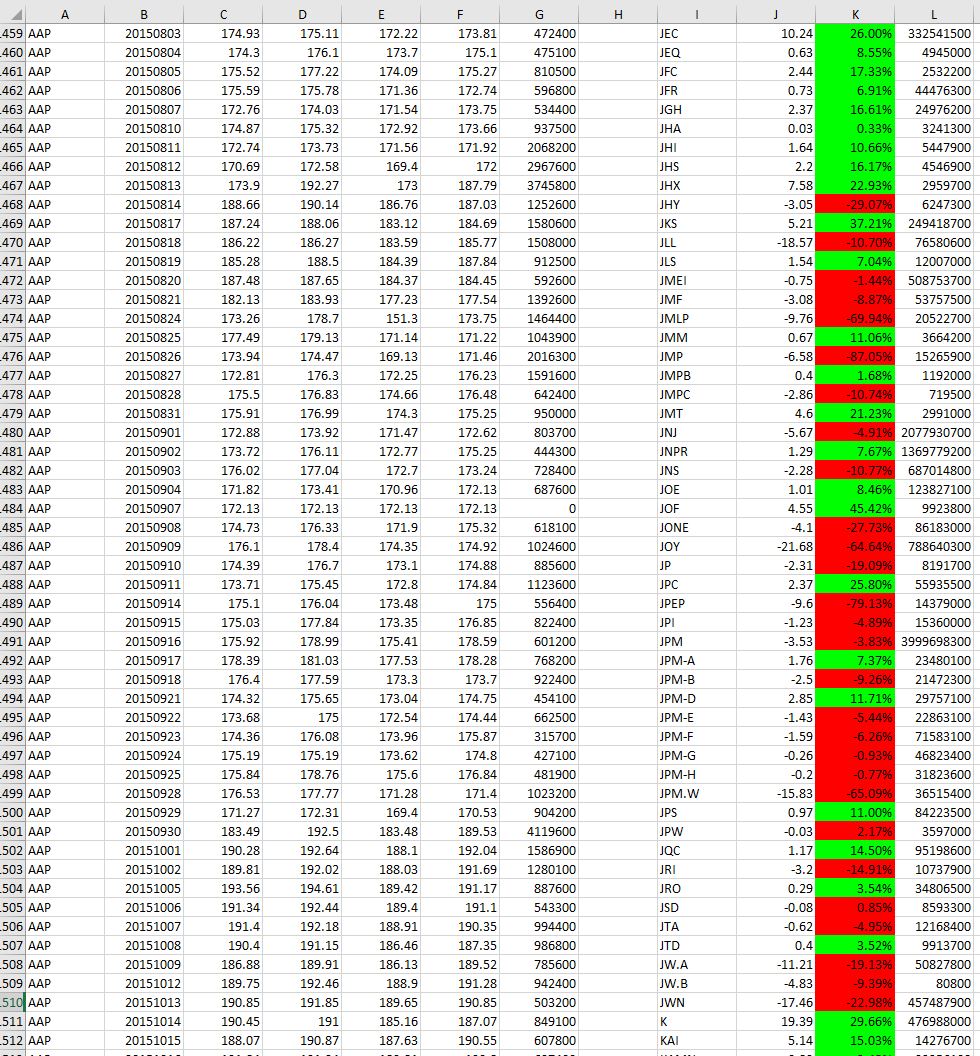 A B C D E F G H I J K L
459 AAP 20150803 174.93 175.11 172.22 173.81 472400 JEC 10.24 26.00% 332541500
460 AAP 20150804 174.3 176.1 173.7 175.1 475100 JEQ 0.63 8.55% 4945000
461 AAP 20150805 175.52 177.22 174.09 175.27 810500 JFC 2.44 17.33% 2532200
462 AAP 20150806 175.59 175.78 171.36 172.74 596800 JFR 0.73 6.91% 44476300
463 AAP 20150807 172.76 174.03 171.54 173.75 534400 JGH 2.37 16.61% 24976200
464 AAP 20150810 174.87 175.32 172.92 173.66 937500 JHA 0.03 0.33% 3241300
465 AAP 20150811 172.74 173.73 171.56 171.92 2068200 JHI 1.64 10.66% 5447900
466 AAP 20150812 170.69 172.58 169.4 172 2967600 JHS 2.2 16.17% 4546900
467 AAP 20150813 173.9 192.27 173 187.79 3745800 JHX 7.58 22.93% 2959700
468 AAP 20150814 188.66 190.14 186.76 187.03 1252600 JHY -3.05 -29.07% 6247300
469 AAP 20150817 187.24 188.06 183.12 184.69 1580600 JKS 5.21 37.21% 249418700
470 AAP 20150818 186.22 186.27 183.59 185.77 1508000 JLL -18.57 -10.70% 76580600
471 AAP 20150819 185.28 188.5 184.39 187.84 912500 JLS 1.54 7.04% 12007000
472 AAP 20150820 187.48 187.65 184.37 184.45 592600 JMEI -0.75 -1.44% 508753700
473 AAP 20150821 182.13 183.93 177.23 177.54 1392600 JMF -3.08 -8.87% 53757500
474 AAP 20150824 173.26 178.7 151.3 173.75 1464400 JMLP -9.76 -69.94% 20522700
475 AAP 20150825 177.49 179.13 171.14 171.22 1043900 JMM 0.67 11.06% 3664200
476 AAP 20150826 173.94 174.47 169.13 171.46 2016300 JMP -6.58 -87.05% 15265900
477 AAP 20150827 172.81 176.3 172.25 176.23 1591600 JMPB 0.4 1.68% 1192000
478 AAP 20150828 175.5 176.83 174.66 176.48 642400 JMPC -2.86 -10.74% 719500
479 AAP 20150831 175.91 176.99 174.3 175.25 950000 JMT 4.6 21.23% 2991000
480 AAP 20150901 172.88 173.92 171.47 172.62 803700 JNJ -5.67 -4.91% 2077930700
481 AAP 20150902 173.72 176.11 172.77 175.25 444300 JNPR 1.29 7.67% 1369779200
482 AAP 20150903 176.02 177.04 172.7 173.24 728400 JNS -2.28 -10.77% 687014800
483 AAP 20150904 171.82 173.41 170.96 172.13 687600 JOE 1.01 8.46% 123827100
484 AAP 20150907 172.13 172.13 172.13 172.13 0 JOF 4.55 45.42% 9923800
485 AAP 20150908 174.73 176.33 171.9 175.32 618100 JONE -4.1 -27.73% 86183000
486 AAP 20150909 176.1 178.4 174.35 174.92 1024600 JOY -21.68 -64.64% 788640300
487 AAP 20150910 174.39 176.7 173.1 174.88 885600 JP -2.31 -19.09% 8191700
488 AAP 20150911 173.71 175.45 172.8 174.84 1123600 JPC 2.37 25.80% 55935500
489 AAP 20150914 175.1 176.04 173.48 175 556400 JPEP -9.6 -79.13% 14379000
490 AAP 20150915 175.03 177.84 173.35 176.85 822400 JPI -1.23 -4.89% 15360000
491 AAP 20150916 175.92 178.99 175.41 178.59 601200 JPM -3.53 -3.83% 3999698300
492 AAP 20150917 178.39 181.03 177.53 178.28 768200 JPM-A 1.76 7.37% 23480100
493 AAP 20150918 176.4 177.59 173.3 173.7 922400 JPM-B -2.5 -9.26% 21472300
494 AAP 20150921 174.32 175.65 173.04 174.75 454100 JPM-D 2.85 11.71% 29757100
495 AAP 20150922 173.68 175 172.54 174.44 662500 JPM-E -1.43 -5.44% 22863100
496 AAP 20150923 174.36 176.08 173.96 175.87 315700 JPM-F -1.59 -6.26% 71583100
497 AAP 20150924 175.19 175.19 173.62 174.8 427100 JPM-G -0.26 -0.93% 46823400
498 AAP 20150925 175.84 178.76 175.6 176.84 481900 JPM-H -0.2 -0.77% 31823600
499 AAP 20150928 176.53 177.77 171.28 171.4 1023200 JPM.W -15.83 -65.09% 36515400
500 AAP 20150929 171.27 172.31 169.4 170.53 904200 JPS 0.97 11.00% 84223500
501 AAP 20150930 183.49 192.5 183.48 189.53 4119600 JPW -0.03 2.17% 3597000
502 AAP 20151001 190.28 192.64 188.1 192.04 1586900 JQC 1.17 14.50% 95198600
503 AAP 20151002 189.81 192.02 188.03 191.69 1280100 JRI -3.2 -14.91% 10737900
504 AAP 20151005 193.56 194.61 189.42 191.17 887600 JRO 0.29 3.54% 34806500
505 AAP 20151006 191.34 192.44 189.4 191.1 543300 JSD -0.08 0.85% 8593300
506 AAP 20151007 191.4 192.18 188.91 190.35 994400 JTA -0.62 -4.95% 12168400
507 AAP 20151008 190.4 191.15 186.46 187.35 986800 JTD 0.4 3.52% 9913700
508 AAP 20151009 186.88 189.91 186.13 189.52 785600 JW.A -11.21 -19.13% 50827800
509 AAP 20151012 189.75 192.46 188.9 191.28 942400 JW.B -4.83 -9.39% 80800
510 AAP 20151013 190.85 191.85 189.65 190.85 503200 JWN -17.46 -22.98% 457487900
511 AAP 20151014 190.45 191 185.16 187.07 849100 K 19.39 29.66% 476988000
512 AAP 20151015 188.07 190.87 187.63 190.55 607800 KAI 5.14 15.03% 14276700